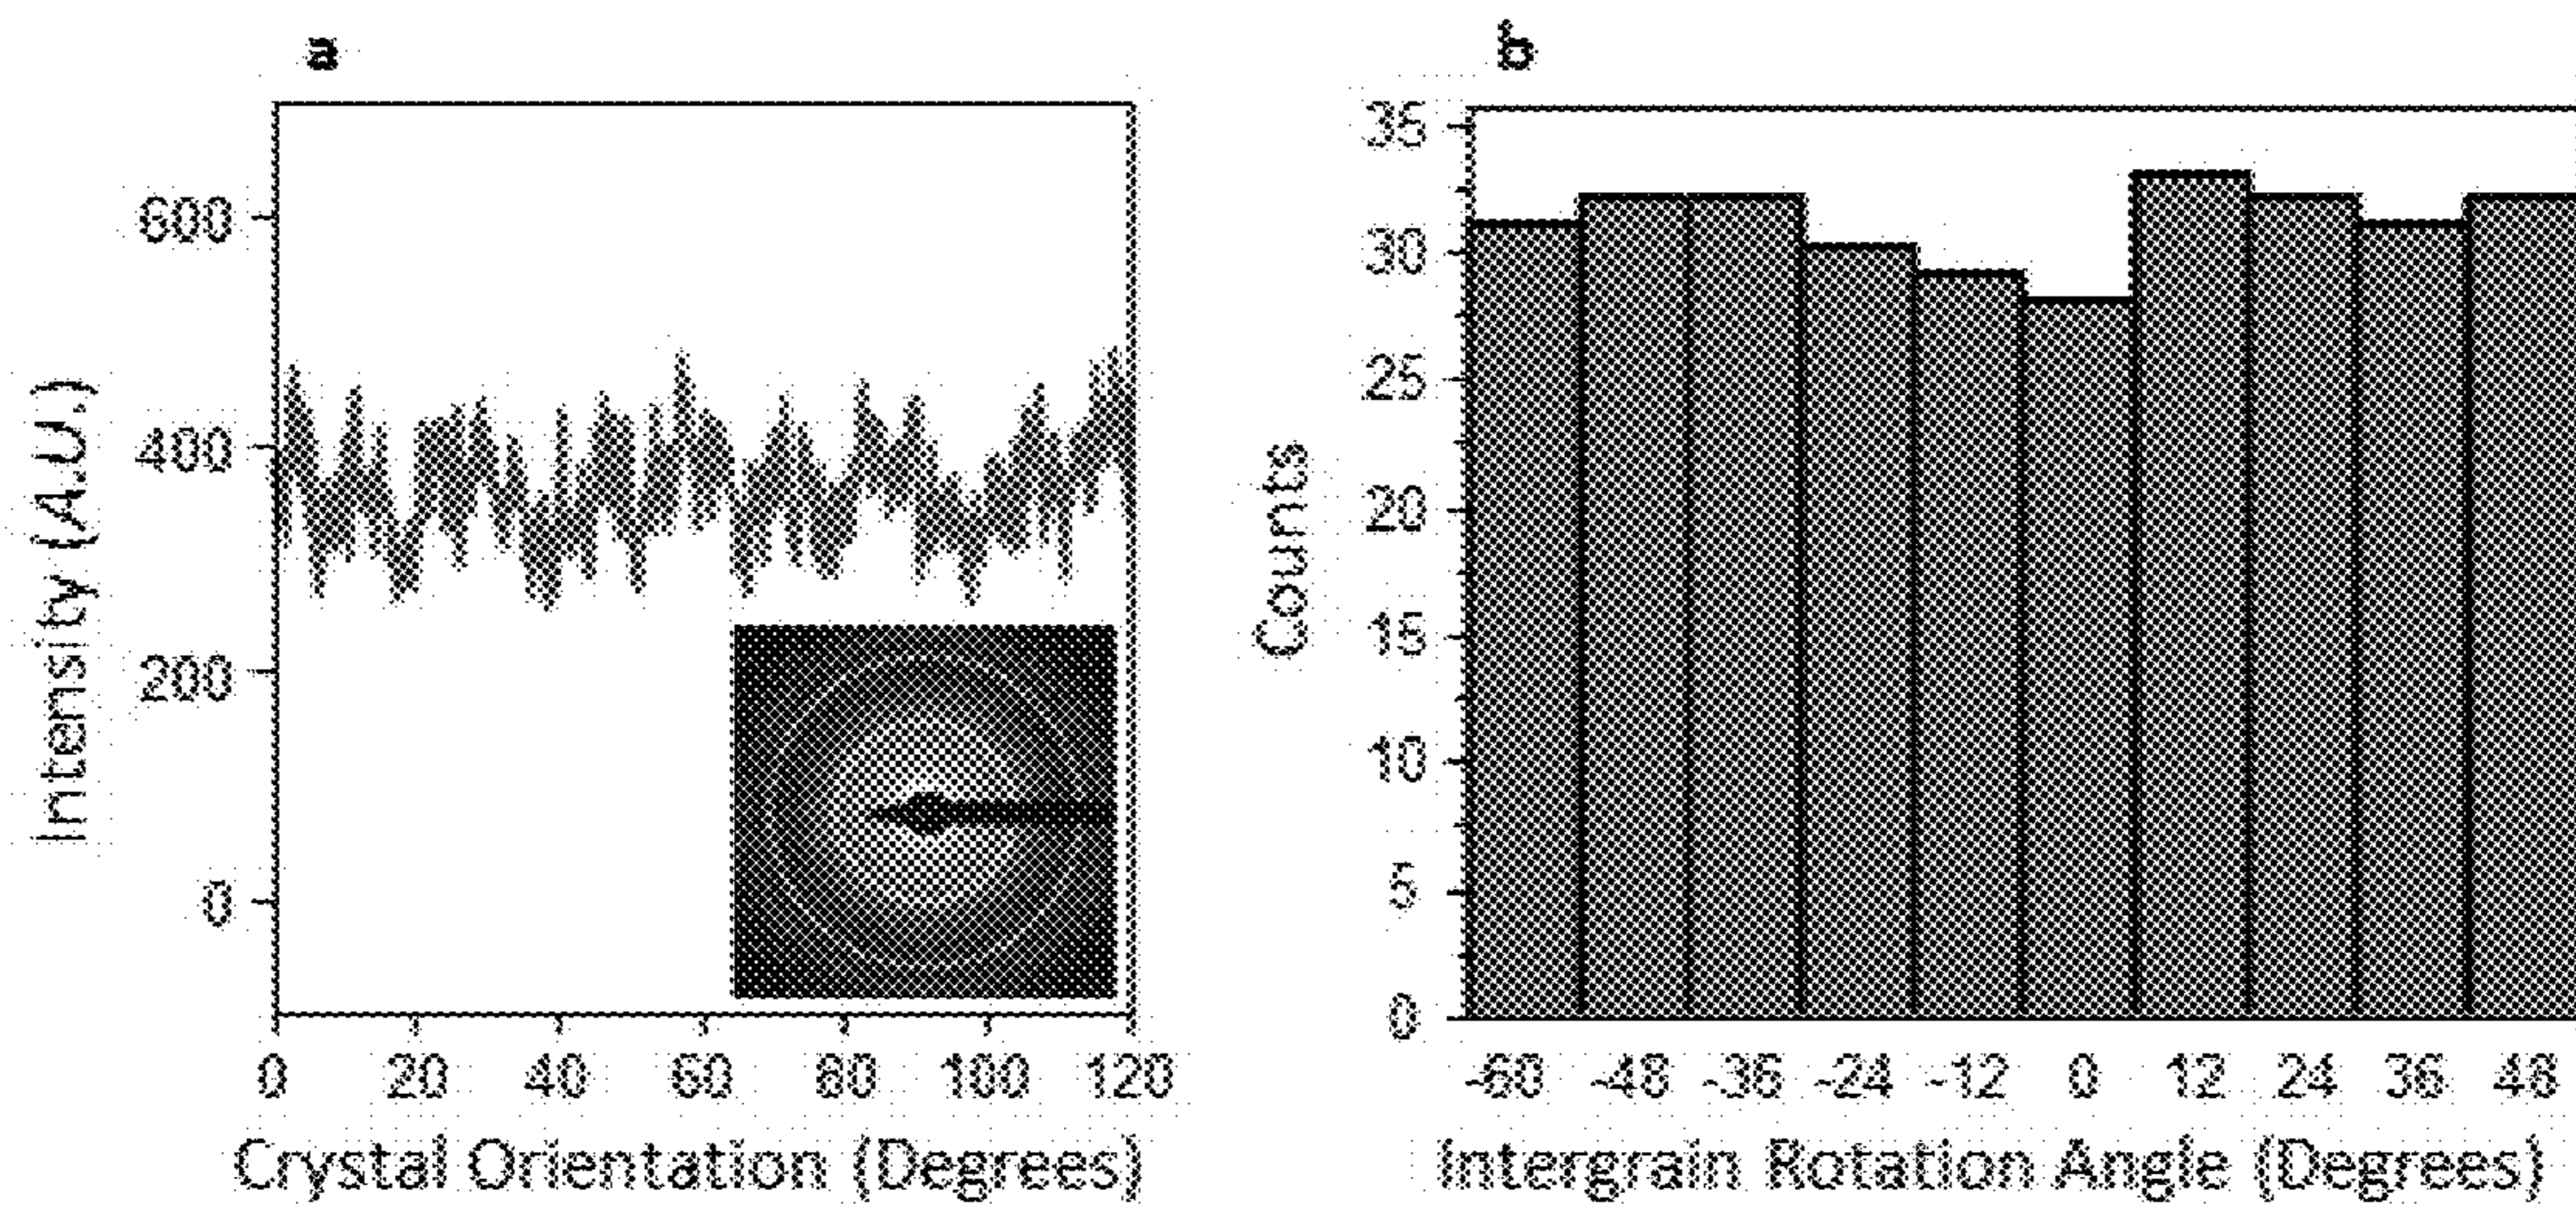 a
600
400
200
0
Intensity (A.U.)
0 20 40 60 80 100 120
Crystal Orientation (Degrees)
b
35
30
25
20
15
10
5
0
Counts
-60 -48 -36 -24 -12 0 12 24 36 48
Intergrain Rotation Angle (Degrees)